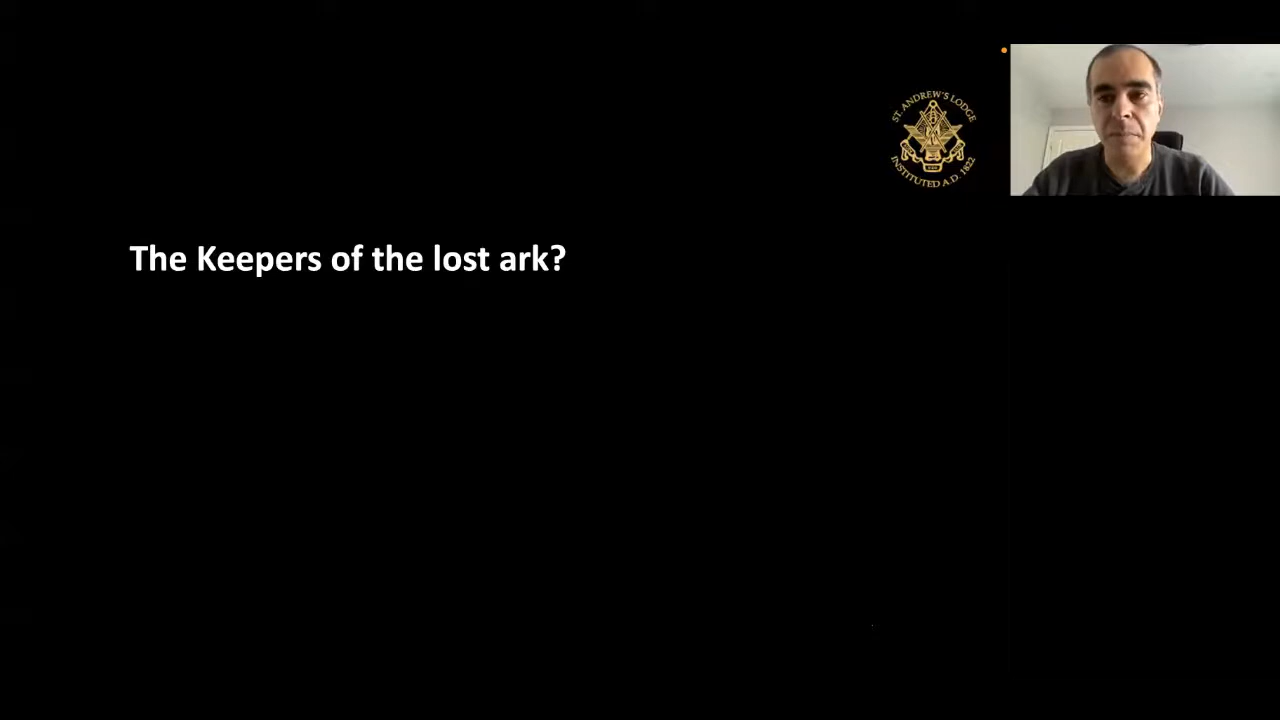 ST. ANDREW'S LODGE
INSTITUTED A.D. 1822
The Keepers of the lost ark?